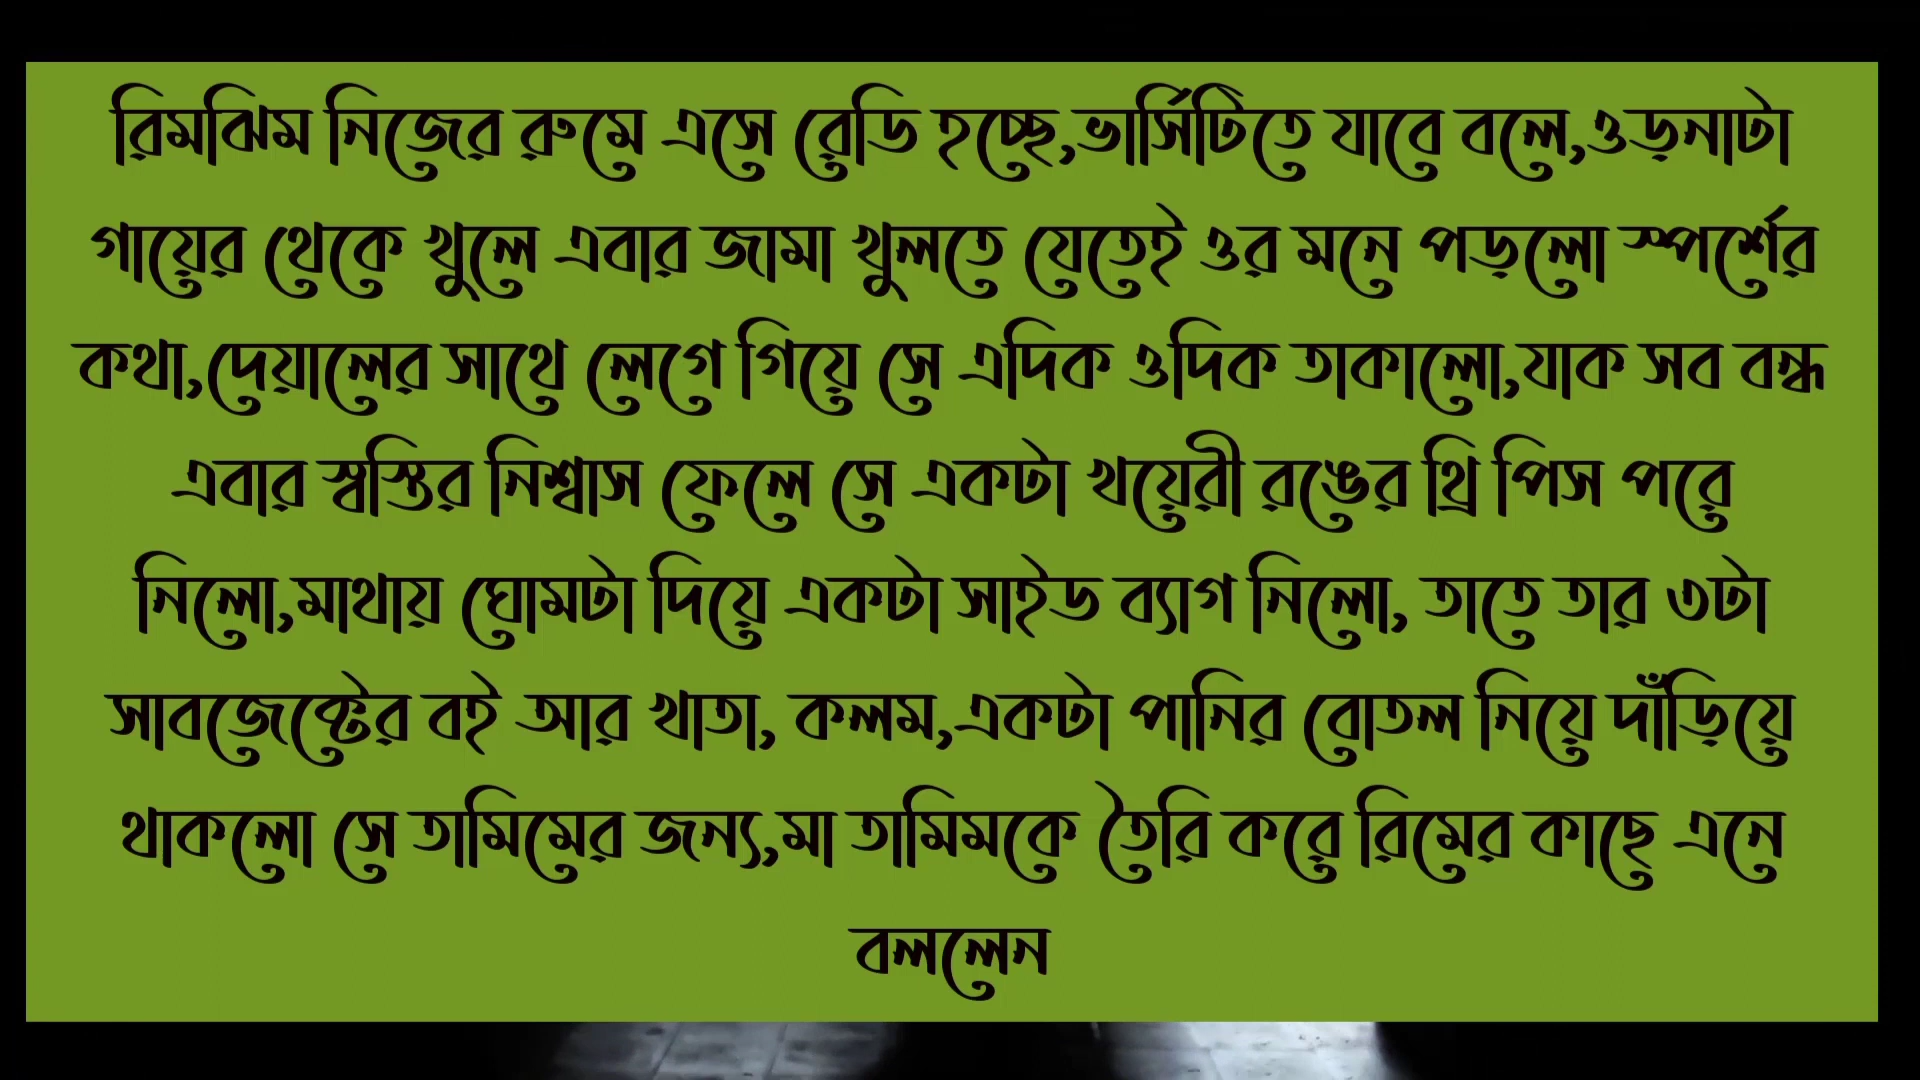 রিমঝিম নিজের রুমে এসে রেডি হচ্ছে,ভার্সিটিতে যাবে বলে,ওড়নাটা
গায়ের থেকে খুলে এবার জামা খুলতে যেতেই ওর মনে পড়লো স্পর্শের
কথা,দেয়ালের সাথে লেগে গিয়ে সে এদিক ওদিক তাকালো,যাক সব বন্ধ
এবার স্বস্তির নিশ্বাস ফেলে সে একটা খয়েরী রঙের থ্রি পিস পরে
নিলো,মাথায় ঘোমটা দিয়ে একটা সাইড ব্যাগ নিলো, তাতে তার ৩টা
সাবজেক্টের বই আর খাতা, কলম,একটা পানির বোতল নিয়ে দাঁড়িয়ে
থাকলো সে তামিমের জন্য,মা তামিমকে তৈরি করে রিমের কাছে এনে
বললেন